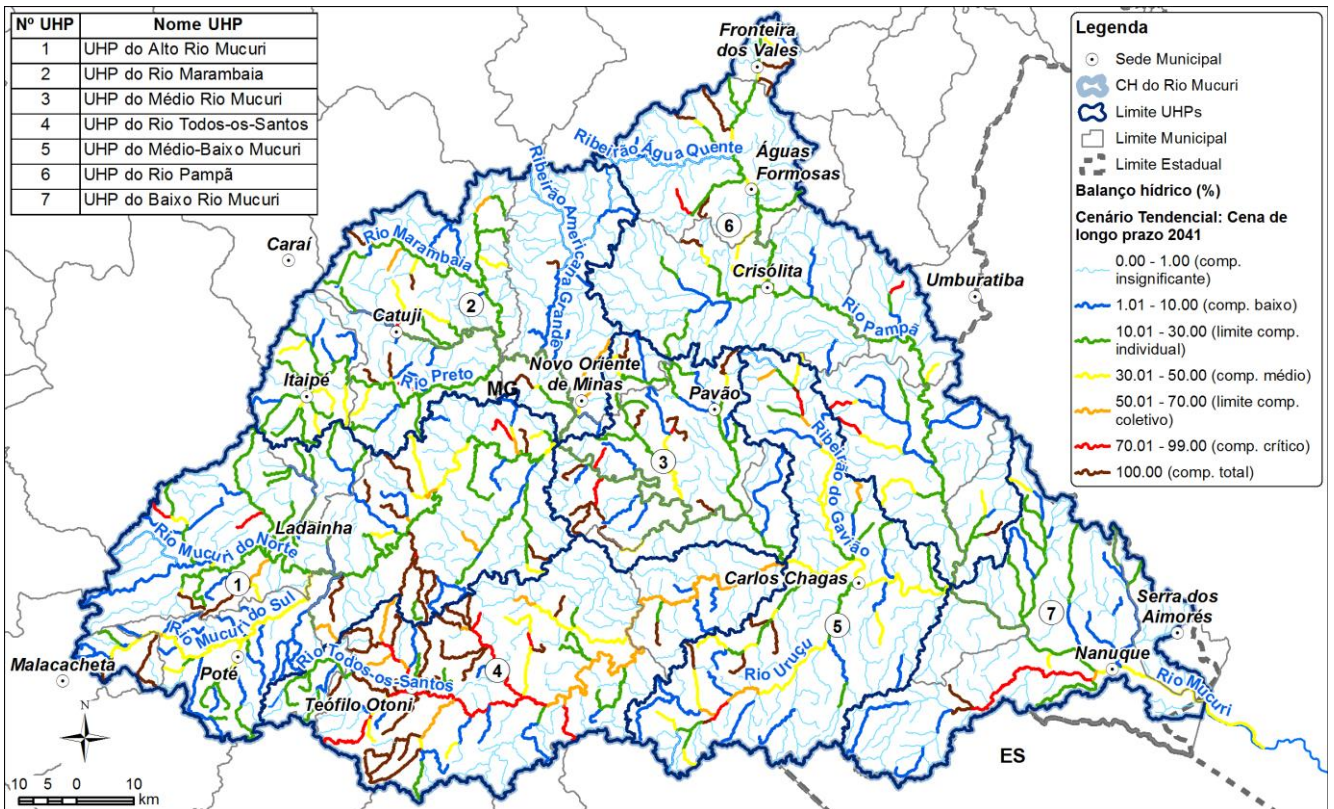 Nº UHP Nome UHP
1 UHP do Alto Rio Mucuri
2 UHP do Rio Marambaia
3 UHP do Médio Rio Mucuri
4 UHP do Rio Todos-os-Santos
5 UHP do Médio-Baixo Mucuri
6 UHP do Rio Pampã
7 UHP do Baixo Rio Mucuri
Legenda
Sede Municipal
CH do Rio Mucuri
Limite UHPs
Limite Municipal
Limite Estadual
Balanço hídrico (%)
Cenário Tendencial: Cena de
longo prazo 2041
0.00 - 1.00 (comp.
insignificante)
1.01 - 10.00 (comp. baixo)
10.01 - 30.00 (limite comp.
individual)
30.01 - 50.00 (comp. médio)
50.01 - 70.00 (limite comp.
coletivo)
70.01 - 99.00 (comp. crítico)
100.00 (comp. total)
Fronteira
dos Vales
Ribeirão Água Quente
Águas
Formosas
Ribeirão Americana Grande
6
Caraí
Rio Marambaia
Crisólita
Umburatiba
2
Catuji
Rio Pampã
Rio Preto
MG
Novo Oriente
de Minas
Itaipé
Pavão
Ribeirão do Gavião
3
Ladainha
Rio Mucuri do Norte
1
Carlos Chagas
Rio Mucuri do Sul
5
7
Serra dos
Aimorés
Malacacheta
Poté
Rio Todos-os-Santos
4
Rio Uruçu
Nanuque
Rio Mucuri
Teófilo Otoni
N
ES
10 5 0 10
km